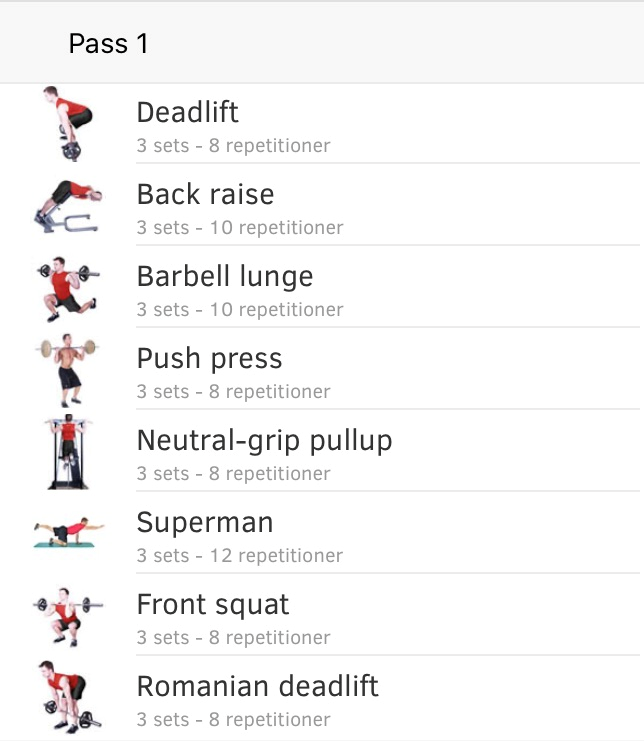 Pass 1
Deadlift
3 sets - 8 repetitioner
Back raise
3 sets - 10 repetitioner
Barbell lunge
3 sets - 10 repetitioner
Push press
3 sets - 8 repetitioner
Neutral-grip pullup
3 sets - 8 repetitioner
Superman
3 sets - 12 repetitioner
Front squat
3 sets - 8 repetitioner
Romanian deadlift
3 sets - 8 repetitioner